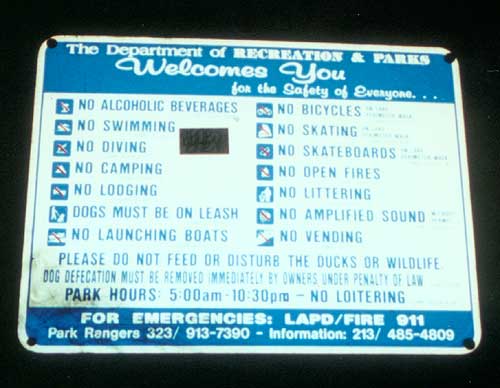 The Department of RECREATION & PARKS
Welcomes You
for the Safety of Everyone...
NO ALCOHOLIC BEVERAGES
NO SWIMMING
NO DIVING
NO CAMPING
NO LODGING
DOGS MUST BE ON LEASH
NO LAUNCHING BOATS
NO BICYCLES
NO SKATING
NO SKATEBOARDS
NO OPEN FIRES
NO LITTERING
NO AMPLIFIED SOUND
NO VENDING
PLEASE DO NOT FEED OR DISTURB THE DUCKS OR WILDLIFE.
DOG DEFECATION MUST BE REMOVED IMMEDIATELY BY OWNERS UNDER PENALTY OF LAW
PARK HOURS: 5:00am-10:30pm - NO LOITERING
FOR EMERGENCIES: LAPD/FIRE 911
Park Rangers 323/ 913-7390 - Information: 213/ 485-4809